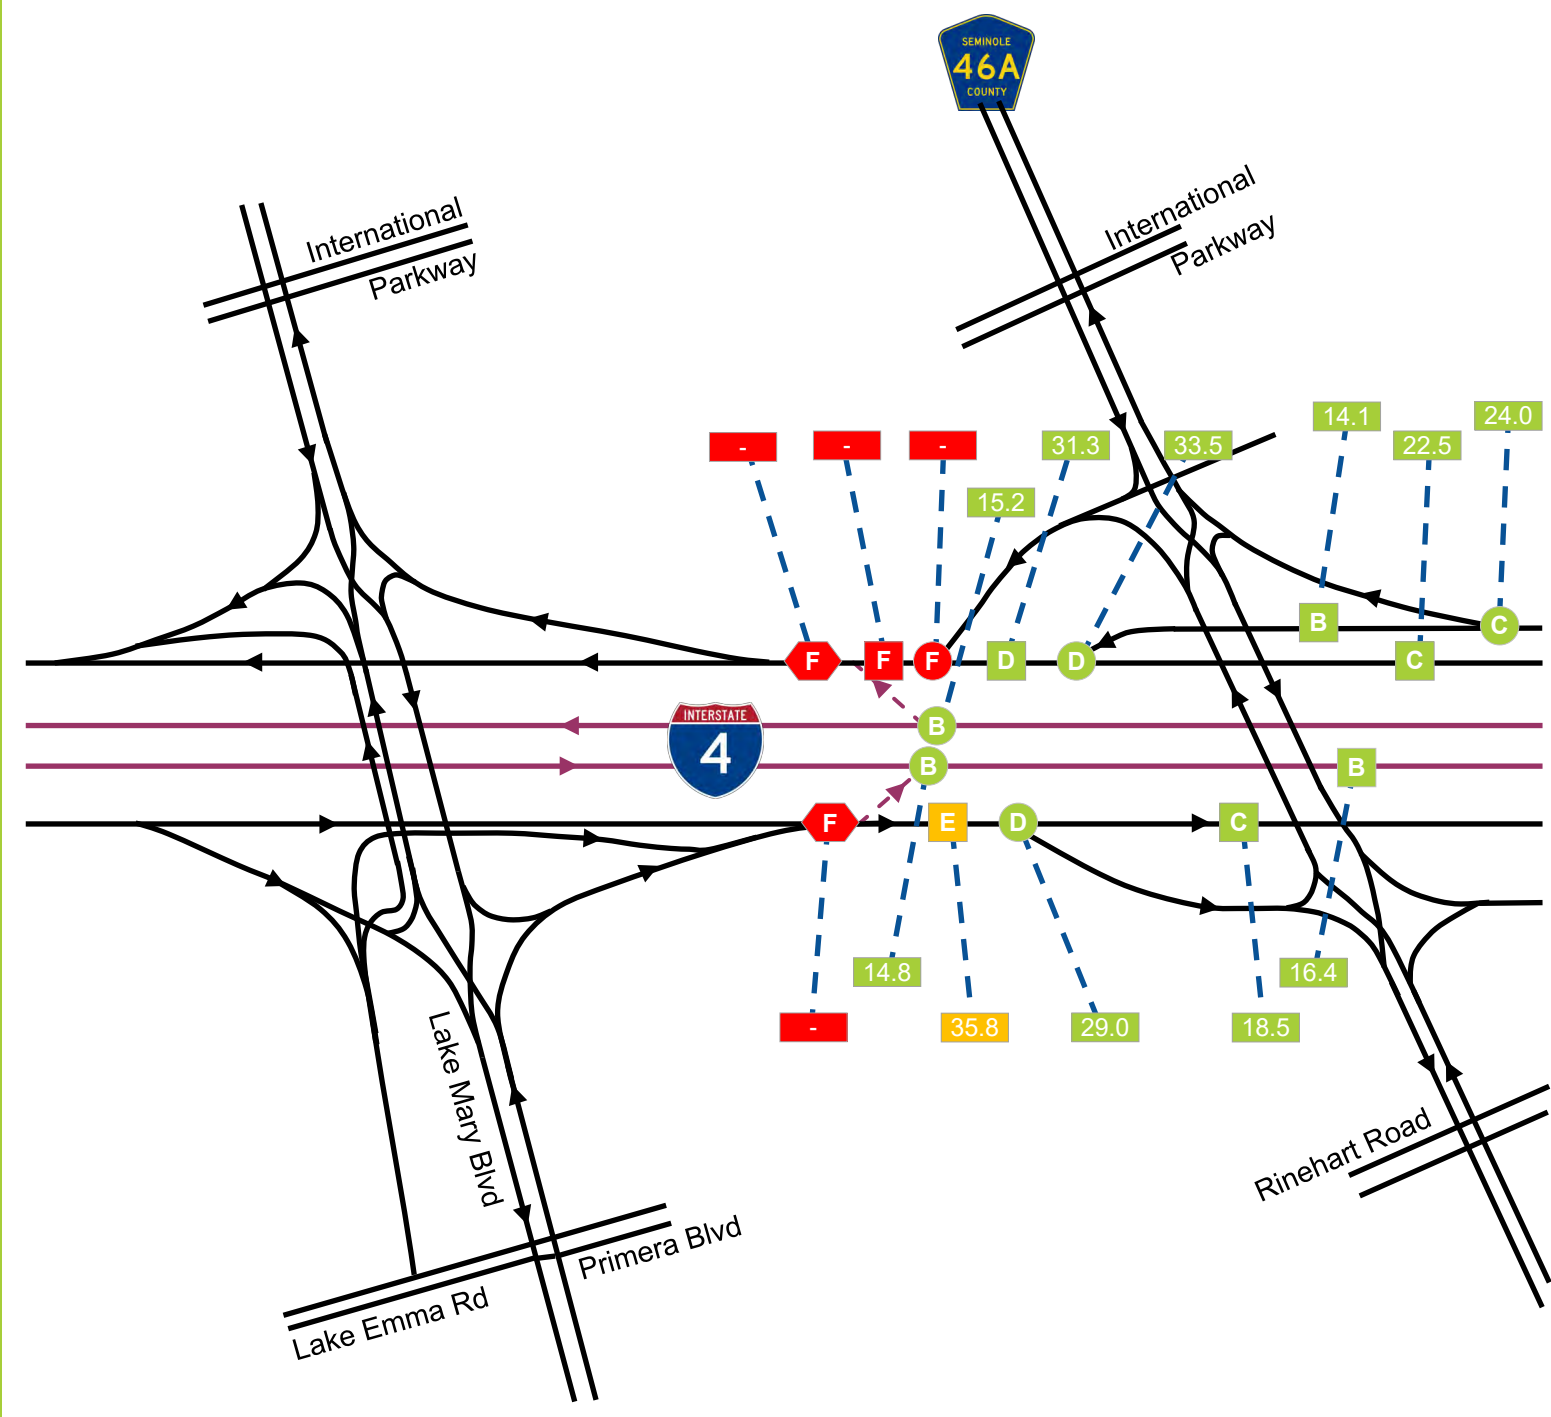 SEMINOLE
46A
COUNTY
International
Parkway
International
Parkway
14.1
24.0
-
-
-
31.3
33.5
22.5
15.2
B
C
F
F
F
D
D
C
INTERSTATE
4
B
B
B
F
E
D
C
14.8
16.4
-
35.8
29.0
18.5
Lake Mary Blvd
Rinehart Road
Primera Blvd
Lake Emma Rd